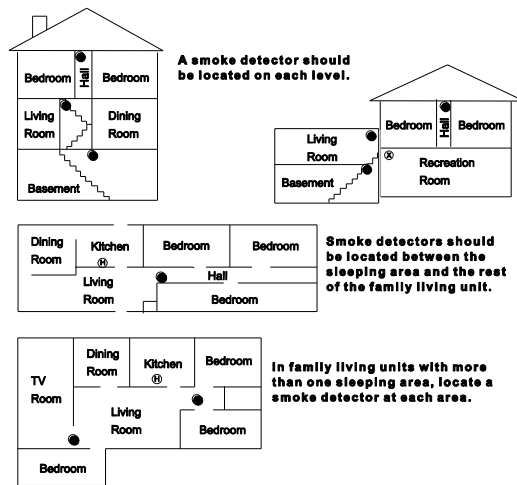 A smoke detector should
be located on each level.
Bedroom
Hall
Bedroom
Living
Room
Dining
Room
Basement
Bedroom
Hall
Bedroom
Living
Room
X
Recreation
Room
Basement
Dining
Room
Kitchen
H
Bedroom
Bedroom
Living
Room
Hall
Bedroom
Smoke detectors should
be located between the
sleeping area and the rest
of the family living unit.
TV
Room
Dining
Room
Kitchen
H
Bedroom
Living
Room
Bedroom
Bedroom
In family living units with more
than one sleeping area, locate a
smoke detector at each area.